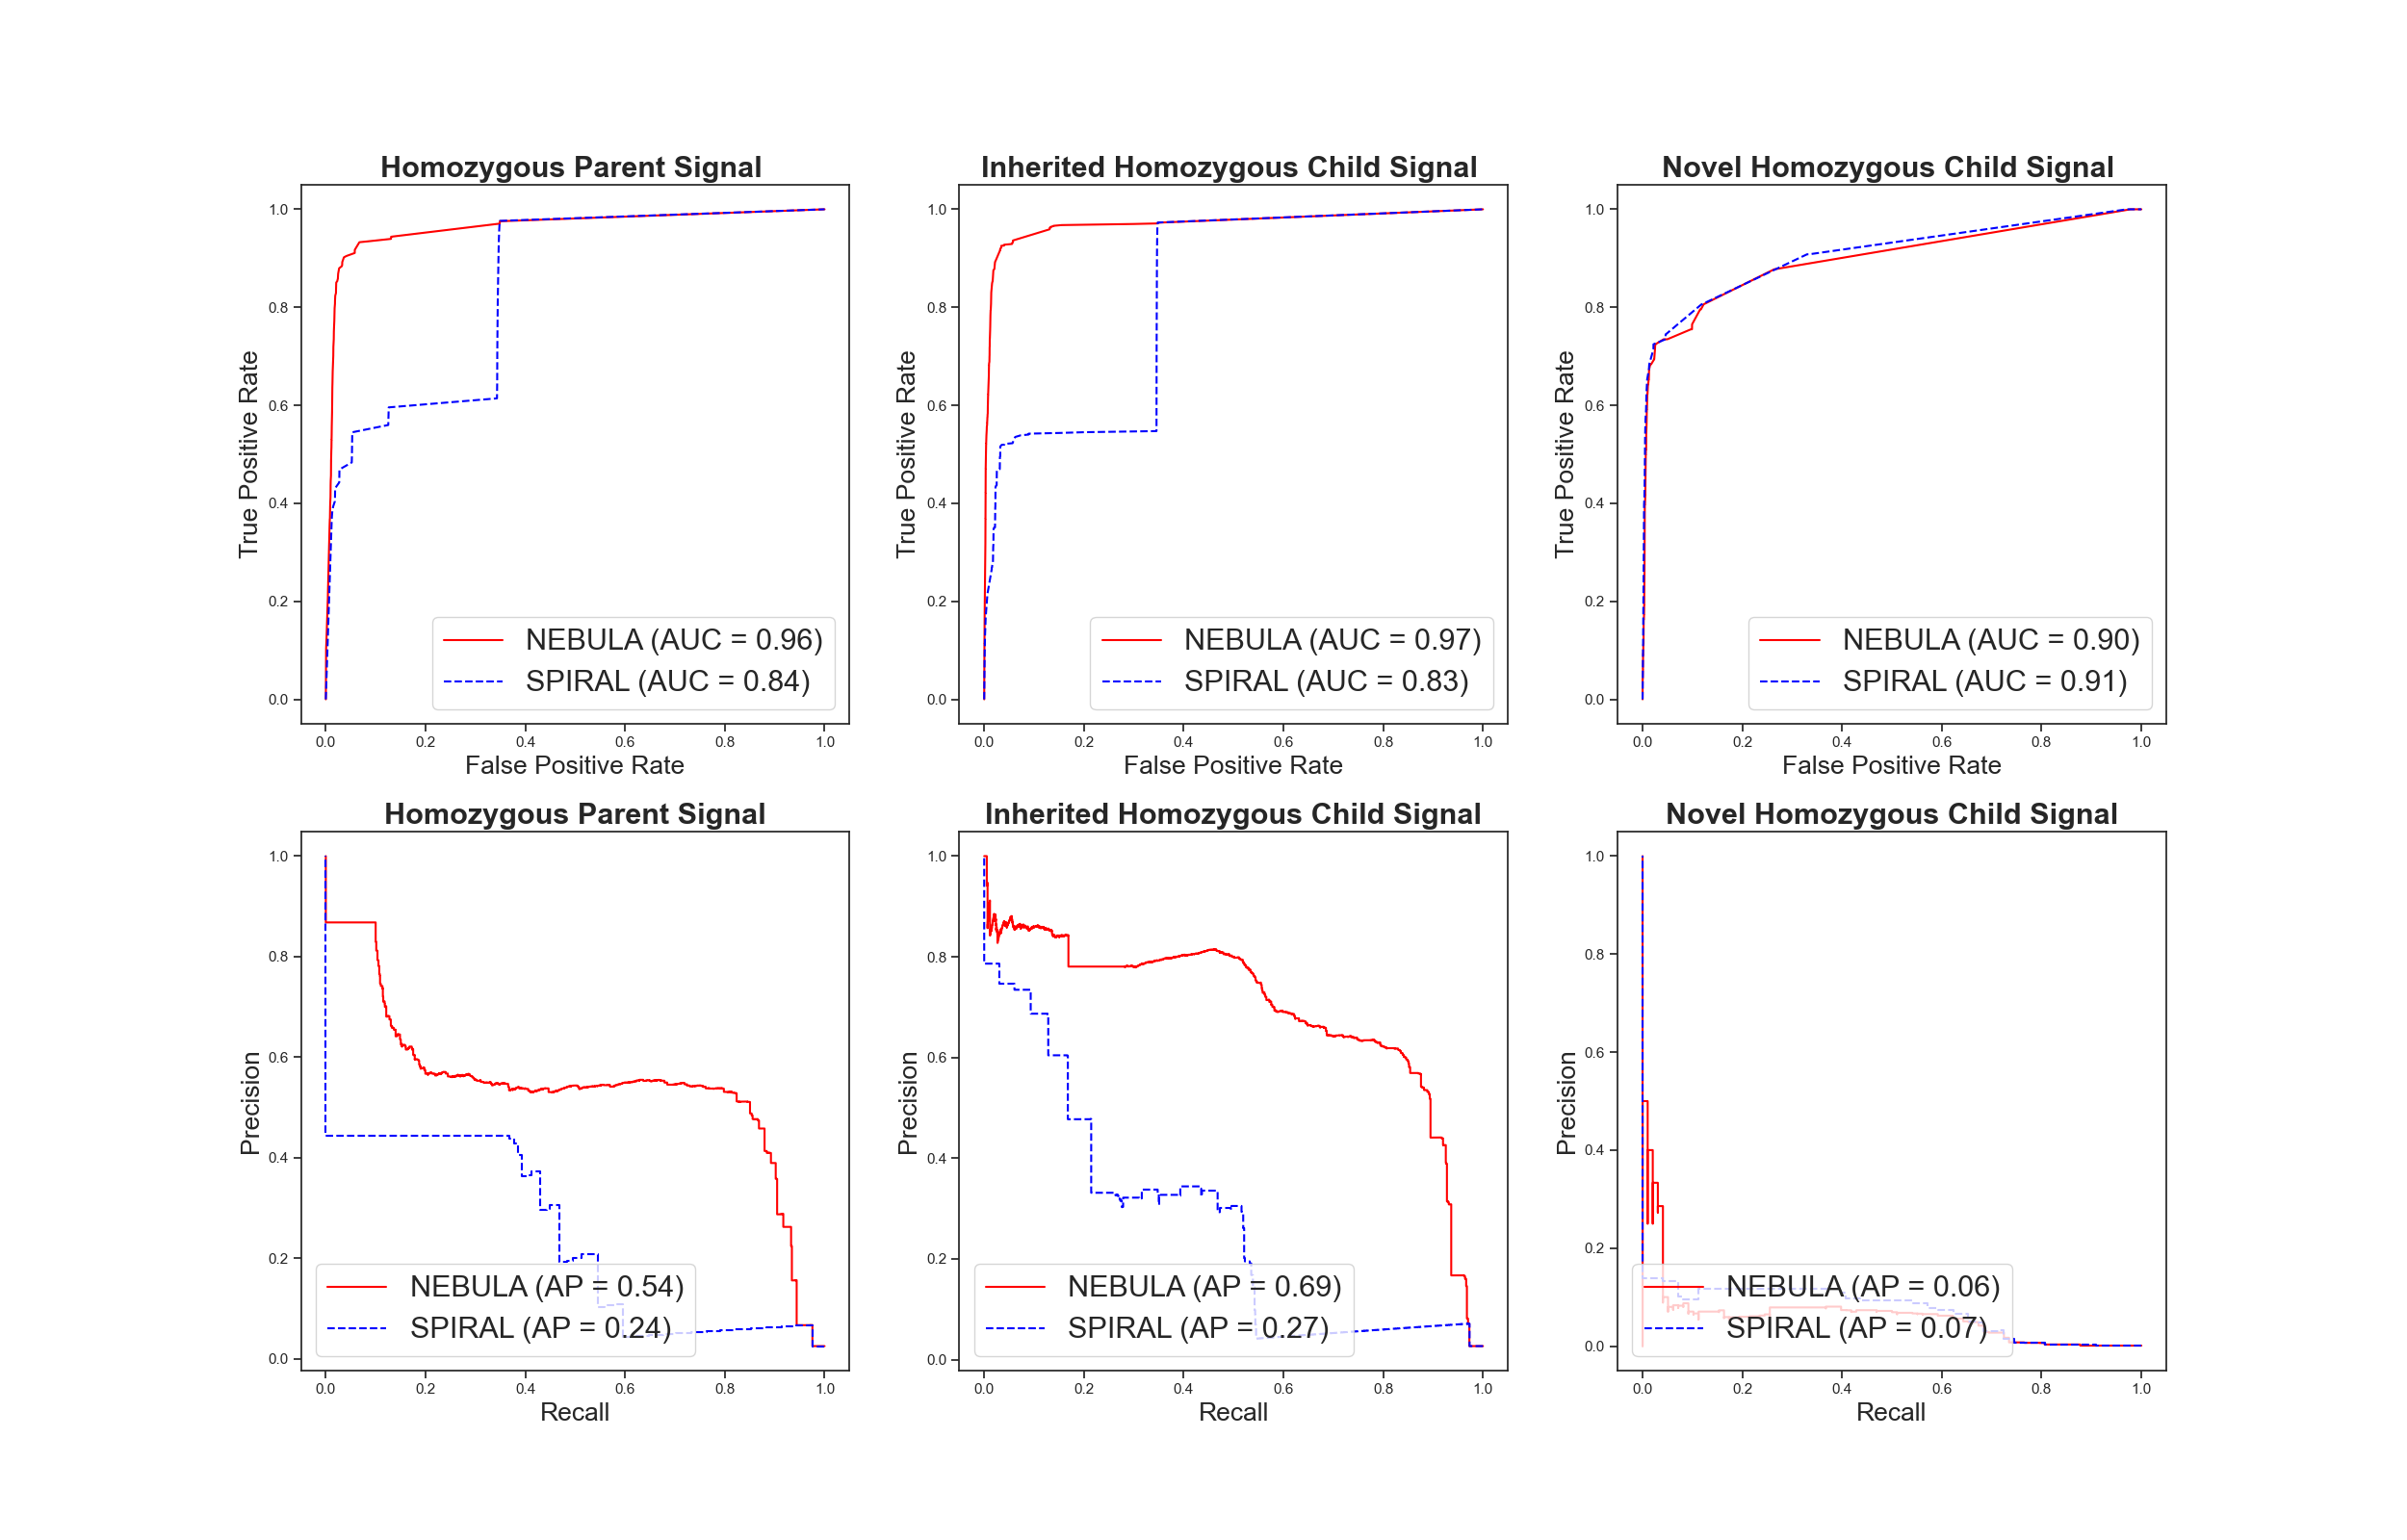 Homozygous Parent Signal
Inherited Homozygous Child Signal
Novel Homozygous Child Signal
True Positive Rate
1.0
0.8
0.6
0.4
0.2
0.0
NEBULA (AUC = 0.96)
SPIRAL (AUC = 0.84)
0.0 0.2 0.4 0.6 0.8 1.0
False Positive Rate
True Positive Rate
1.0
0.8
0.6
0.4
0.2
0.0
NEBULA (AUC = 0.97)
SPIRAL (AUC = 0.83)
0.0 0.2 0.4 0.6 0.8 1.0
False Positive Rate
True Positive Rate
1.0
0.8
0.6
0.4
0.2
0.0
NEBULA (AUC = 0.90)
SPIRAL (AUC = 0.91)
0.0 0.2 0.4 0.6 0.8 1.0
False Positive Rate
Homozygous Parent Signal
Inherited Homozygous Child Signal
Novel Homozygous Child Signal
Precision
1.0
0.8
0.6
0.4
0.2
0.0
NEBULA (AP = 0.54)
SPIRAL (AP = 0.24)
0.0 0.2 0.4 0.6 0.8 1.0
Recall
Precision
1.0
0.8
0.6
0.4
0.2
0.0
NEBULA (AP = 0.69)
SPIRAL (AP = 0.27)
0.0 0.2 0.4 0.6 0.8 1.0
Recall
Precision
1.0
0.8
0.6
0.4
0.2
0.0
NEBULA (AP = 0.06)
SPIRAL (AP = 0.07)
0.0 0.2 0.4 0.6 0.8 1.0
Recall